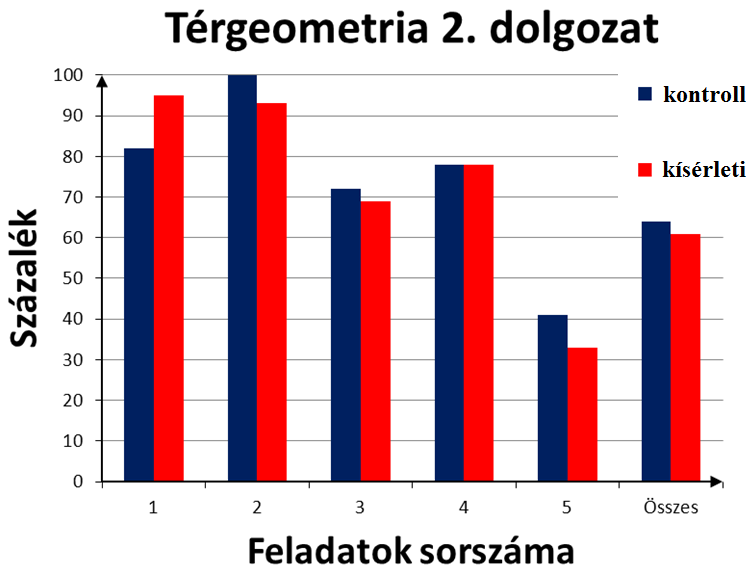 Térgeometria 2. dolgozat
kontroll
kísérleti
Százalék
100
90
80
70
60
50
40
30
20
10
0
1 2 3 4 5 Összes
Feladatok sorszáma